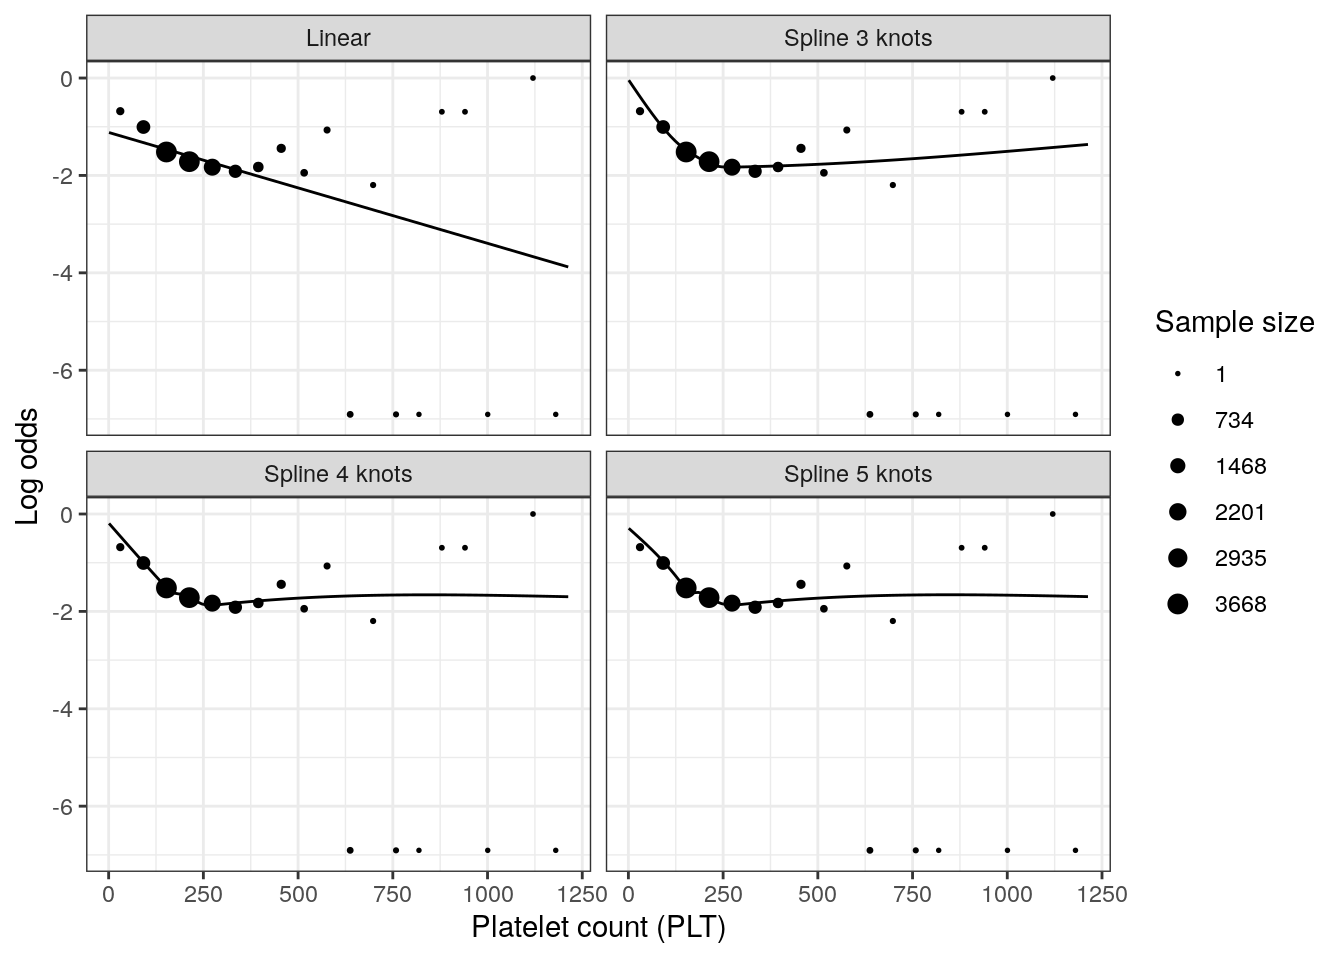 Linear
Spline 3 knots
0
-2
-4
-6
Spline 4 knots
Spline 5 knots
0
-2
-4
-6
0 250 500 750 1000 1250
0 250 500 750 1000 1250
Platelet count (PLT)
Log odds
Sample size
1
734
1468
2201
2935
3668